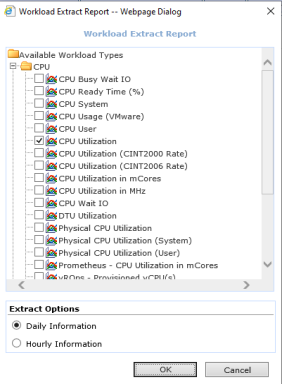 Workload Extract Report -- Webpage Dialog
Workload Extract Report
Available Workload Types
CPU
CPU Busy Wait IO
CPU Ready Time (%)
CPU System
CPU Usage (VMware)
CPU User
CPU Utilization
CPU Utilization (CINT2000 Rate)
CPU Utilization (CINT2006 Rate)
CPU Utilization in mCores
CPU Utilization in MHz
CPU Wait IO
DTU Utilization
Physical CPU Utilization
Physical CPU Utilization (System)
Physical CPU Utilization (User)
Prometheus - CPU Utilization in mCores
vROps - Provisioned vCPU(s)
Extract Options
Daily Information
Hourly Information
OK
Cancel